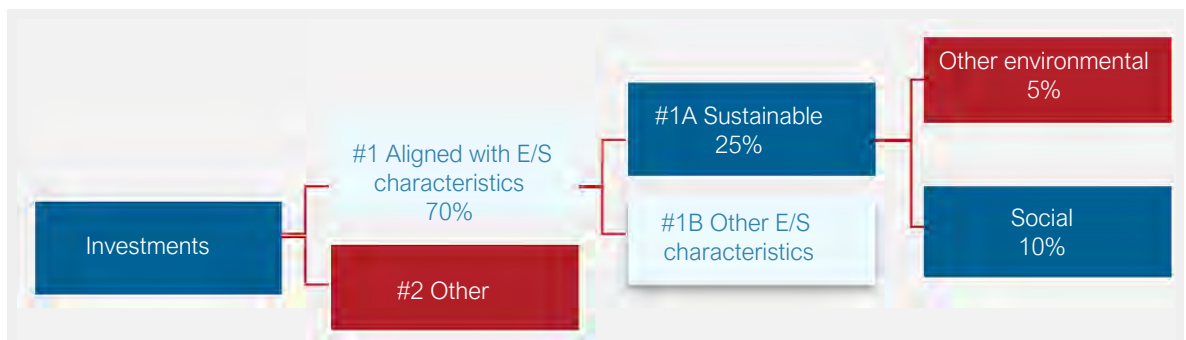 Investments
#1 Aligned with E/S
characteristics
70%
#2 Other
#1A Sustainable
25%
#1B Other E/S
characteristics
Other environmental
5%
Social
10%